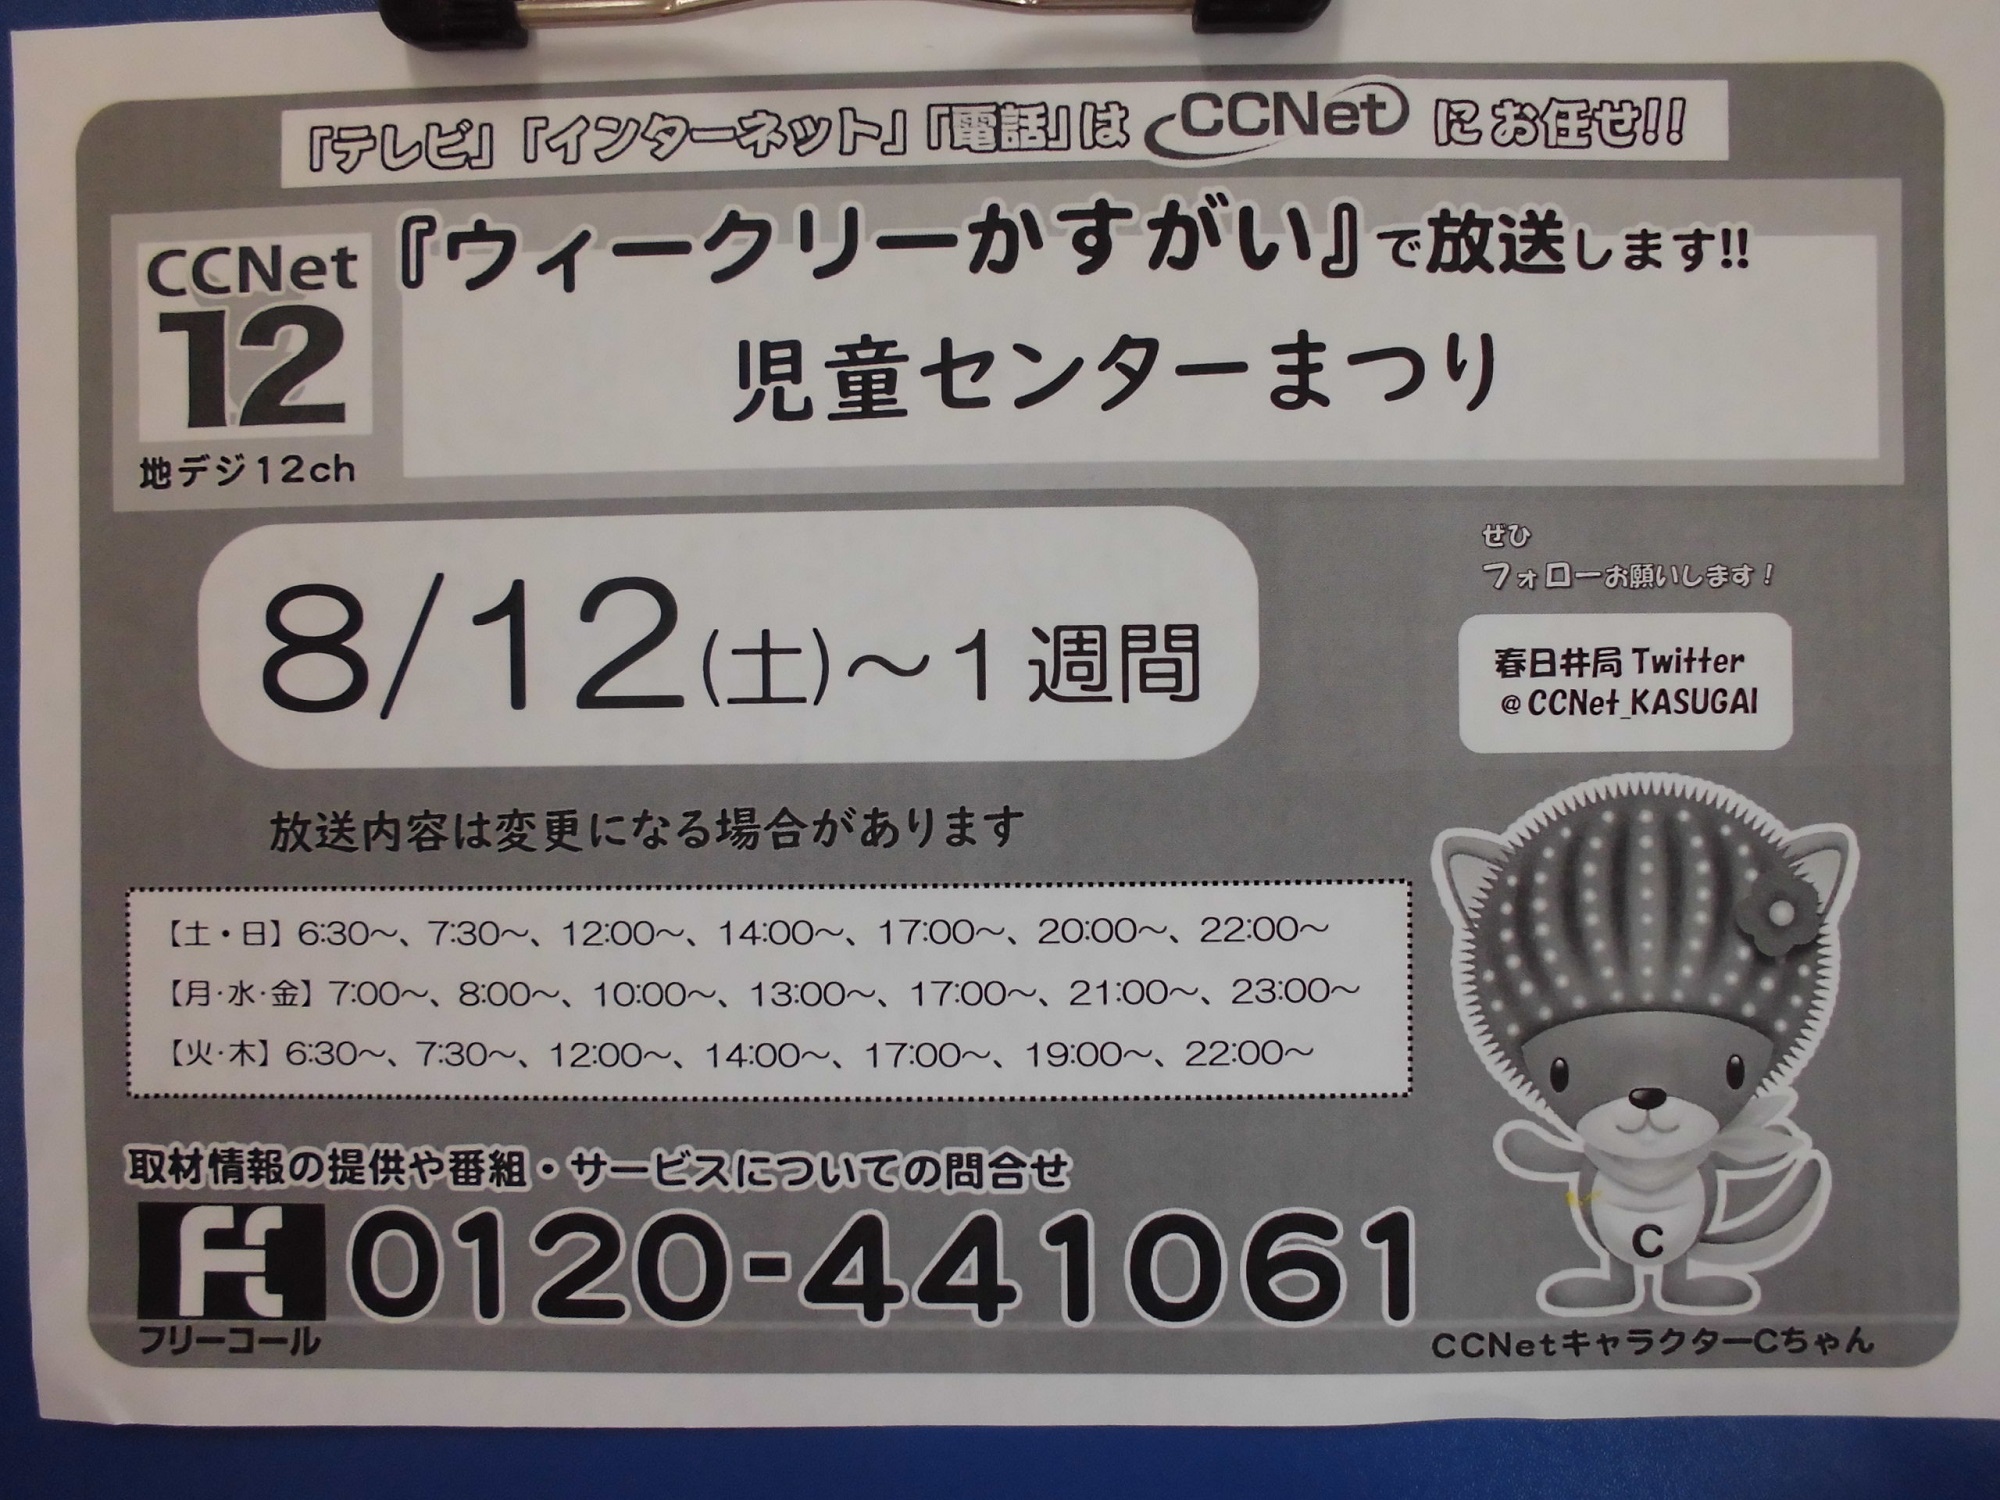 「テレビ」「インターネット」「電話」は CCNet にお任せ!!
『ウィークリーかすがい』で放送します!!
CCNet
12
地デジ12ch
児童センターまつり
8/12(土)～1週間
ぜひ
フォローお願いします!
春日井局 Twitter
@CCNet_KASUGAI
放送内容は変更になる場合があります
【土・日】6:30～、7:30～、12:00～、14:00～、17:00～、20:00～、22:00～
【月・水・金】7:00～、8:00～、10:00～、13:00～、17:00～、21:00～、23:00～
【火・木】6:30～、7:30～、12:00～、14:00～、17:00～、19:00～、22:00～
取材情報の提供や番組・サービスについての問合せ
0120-441061
フリーコール
C
CCNetキャラクターCちゃん